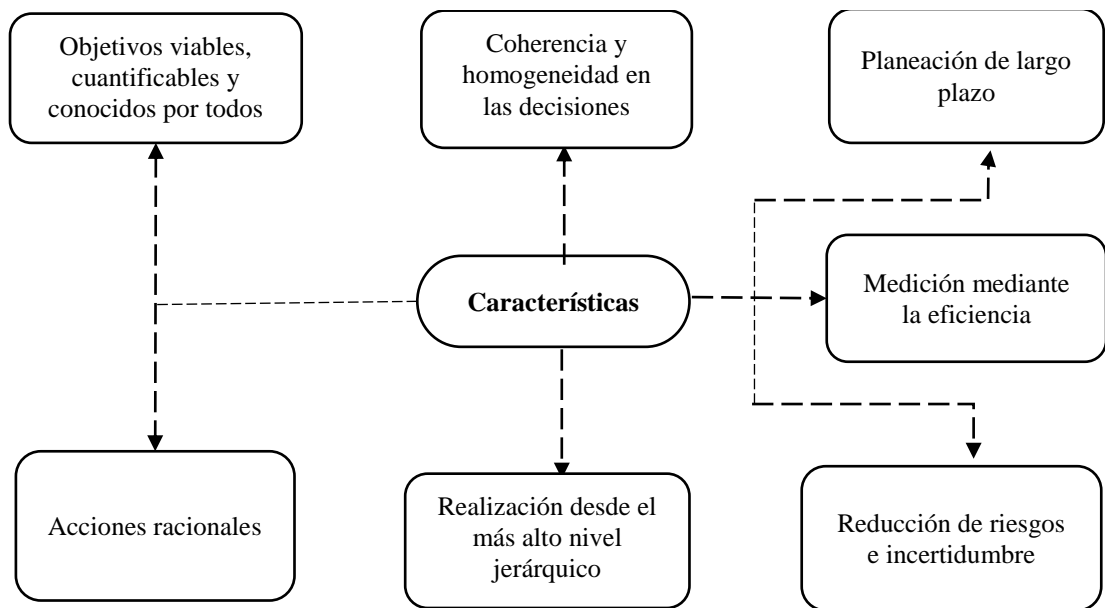 Objetivos viables,
cuantificables y
conocidos por todos
Coherencia y
homogeneidad en
las decisiones
Planeación de largo
plazo
Características
Medición mediante
la eficiencia
Acciones racionales
Realización desde el
más alto nivel
jerárquico
Reducción de riesgos
e incertidumbre